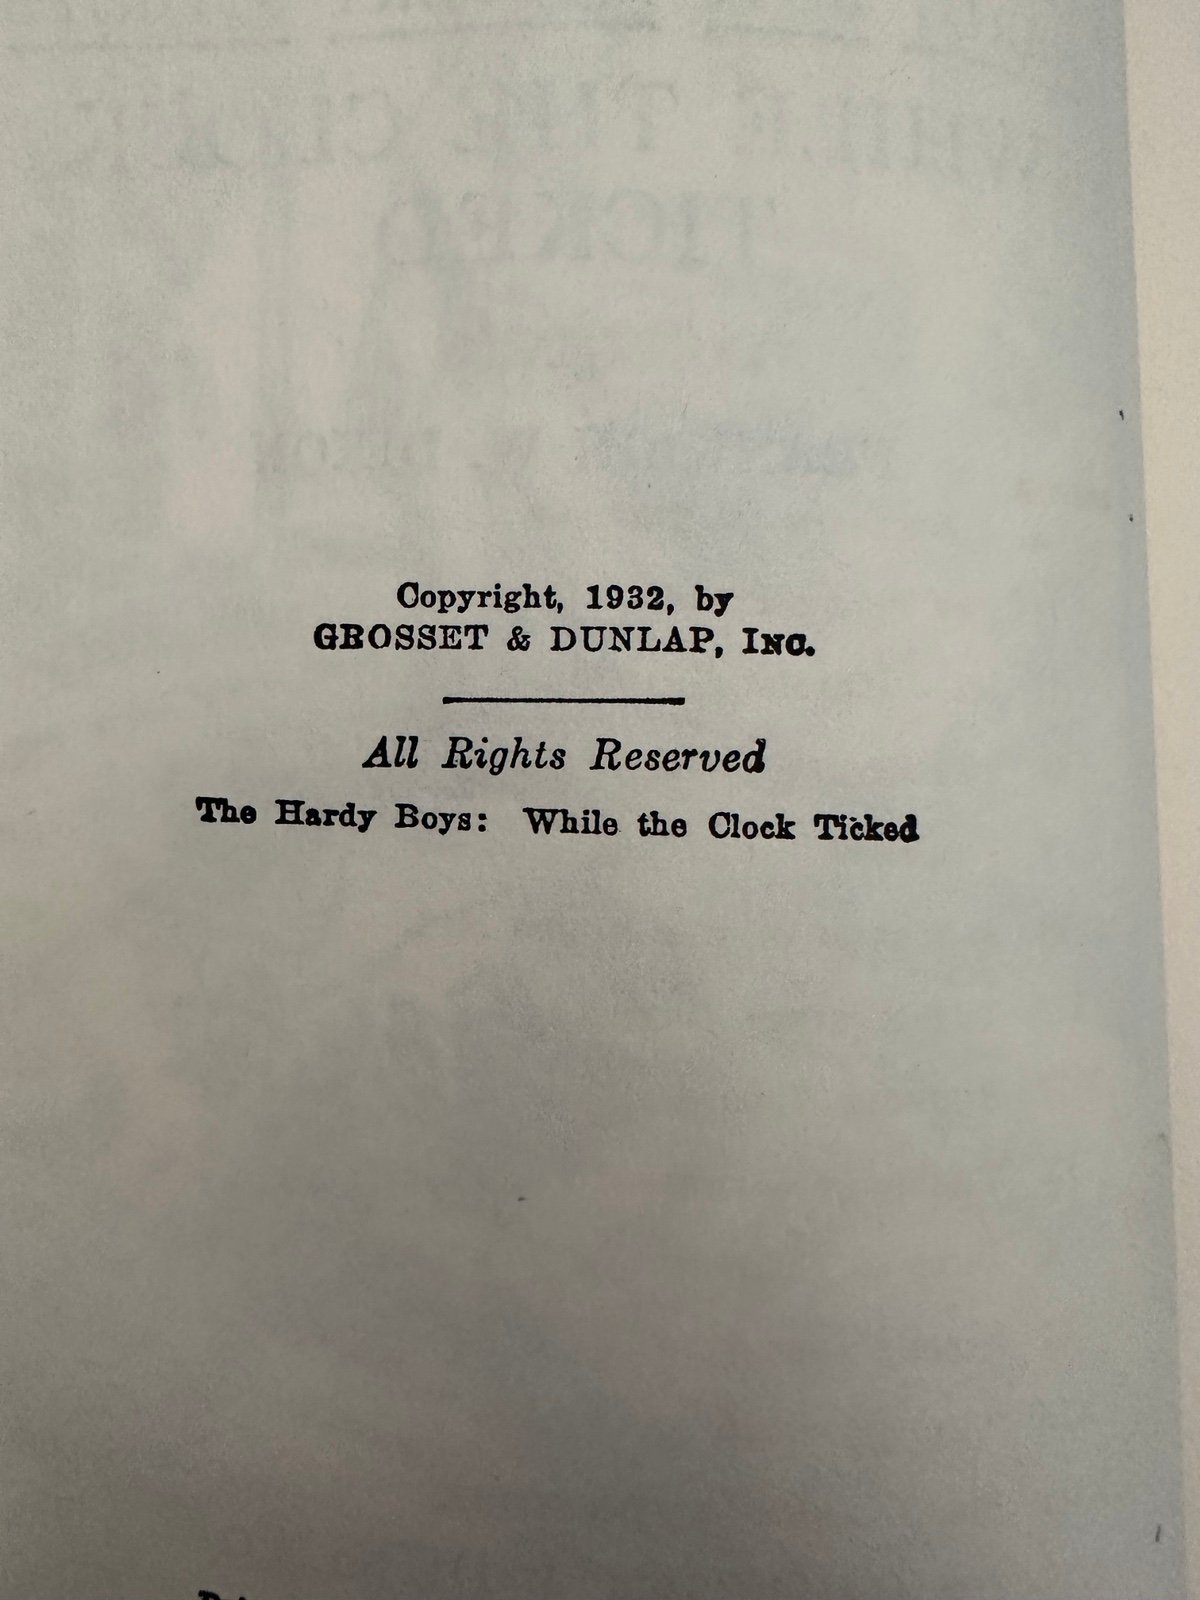 Copyright, 1932, by
GROSSET & DUNLAP, INC.
All Rights Reserved
The Hardy Boys: While the Clock Ticked